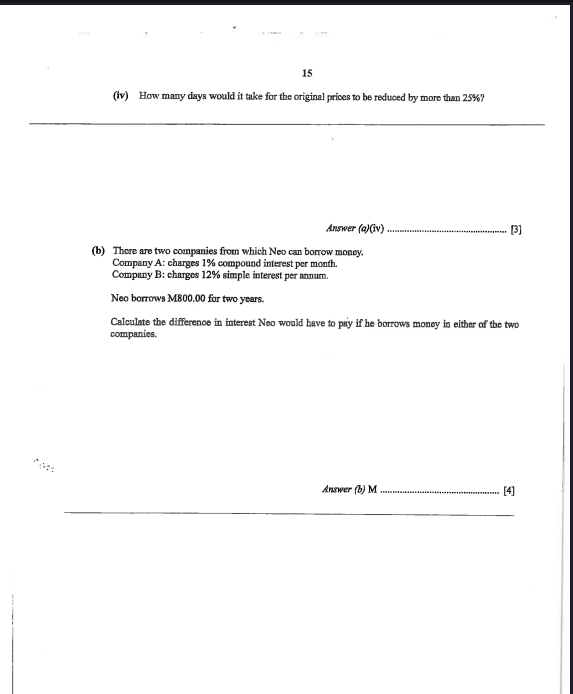 15
(iv) How many days would it take for the original prices to be reduced by more than 25%?
Answer (a)(iv) .................................................. [3]
(b) There are two companies from which Neo can borrow money.
Company A: charges 1% compound interest per month.
Company B: charges 12% simple interest per annum.
Neo borrows M800.00 for two years.
Calculate the difference in interest Neo would have to pay if he borrows money in either of the two
companies.
Answer (b) M .................................................. [4]